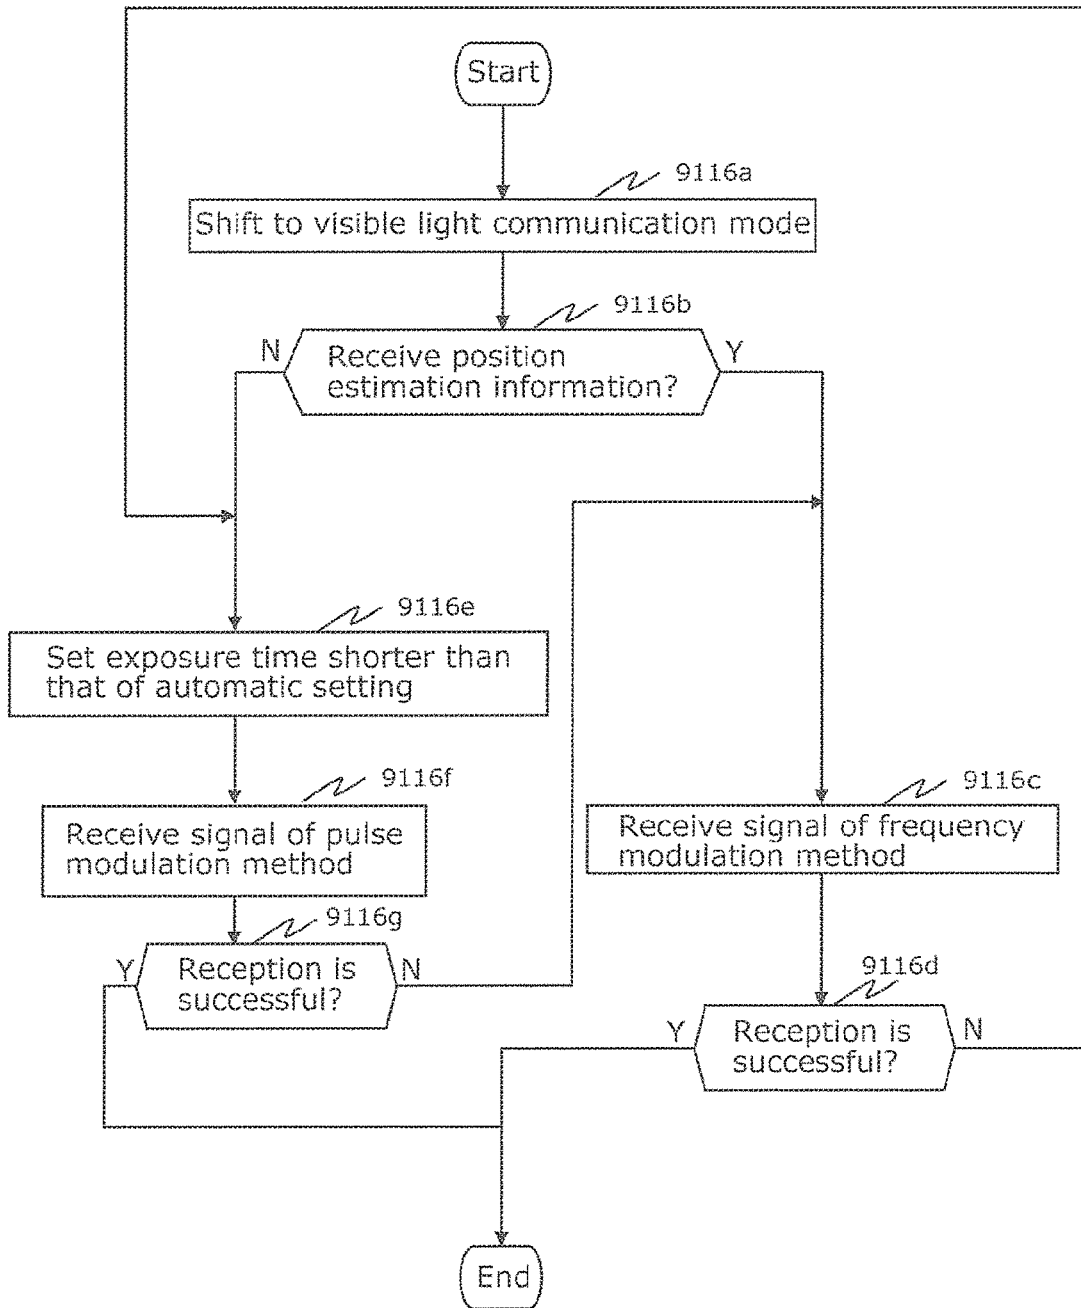 Start
9116a
Shift to visible light communication mode
9116b
N
Receive position
estimation information?
Y
9116e
Set exposure time shorter than
that of automatic setting
9116f
Receive signal of pulse
modulation method
9116c
Receive signal of frequency
modulation method
9116g
Y
Reception is
successful?
N
9116d
Y
Reception is
successful?
N
End